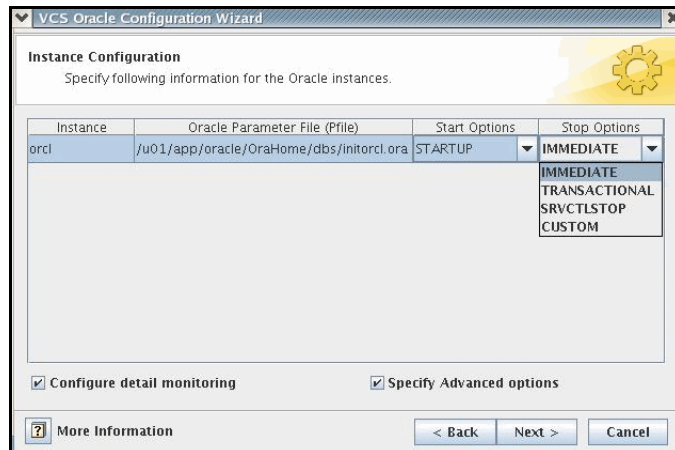 VCS Oracle Configuration Wizard
Instance Configuration
Specify following information for the Oracle instances.
Instance Oracle Parameter File (Pfile) Start Options Stop Options
orcl /u01/app/oracle/OraHome/dbs/initorcl.ora STARTUP IMMEDIATE
IMMEDIATE
TRANSACTIONAL
SRVCTLSTOP
CUSTOM
Configure detail monitoring Specify Advanced options
More Information < Back Next > Cancel